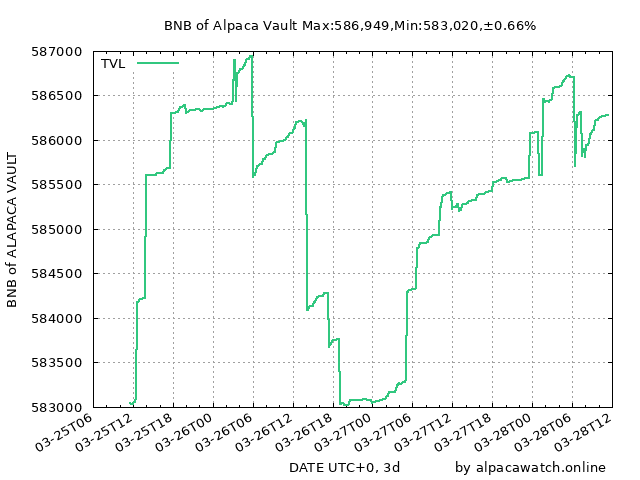 BNB of Alpaca Vault Max:586,949,Min:583,020,±0.66%
TVL
587000
586500
586000
585500
585000
584500
584000
583500
583000
BNB of ALAPACA VAULT
03-25T06
03-25T12
03-25T18
03-26T00
03-26T06
03-26T12
03-26T18
03-27T00
03-27T06
03-27T12
03-27T18
03-28T00
03-28T06
03-28T12
DATE UTC+0, 3d
by alpacawatch.online